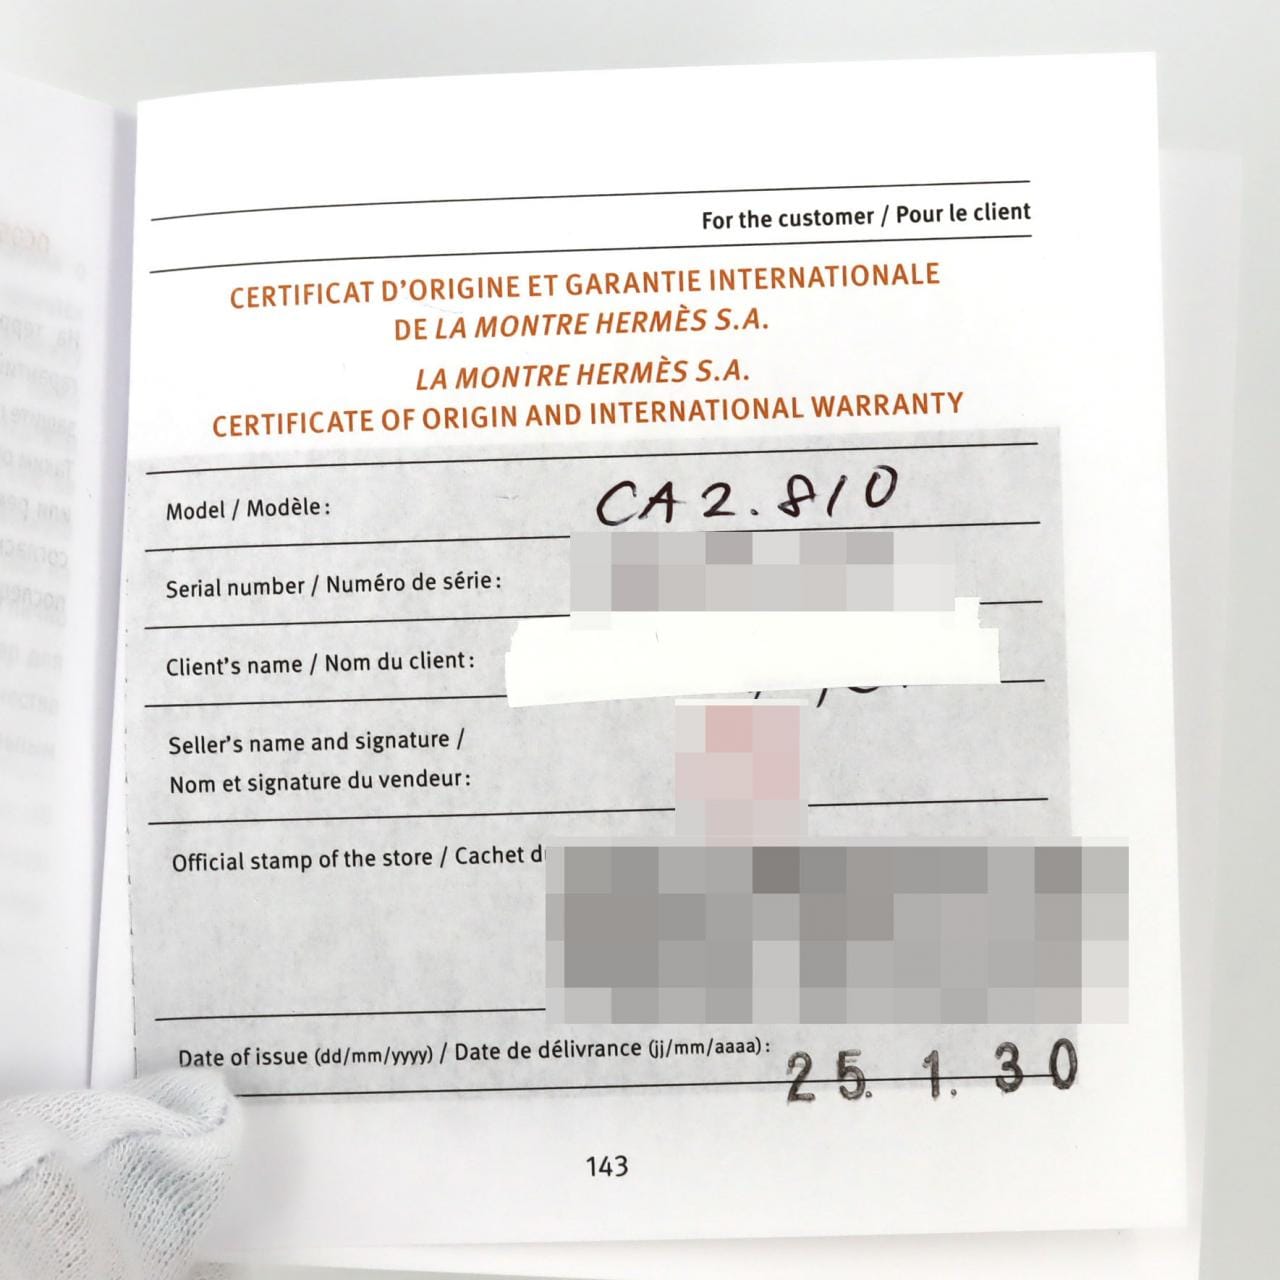 For the customer / Pour le client
CERTIFICAT D'ORIGINE ET GARANTIE INTERNATIONALE
DE LA MONTRE HERMÈS S.A.
LA MONTRE HERMÈS S.A.
CERTIFICATE OF ORIGIN AND INTERNATIONAL WARRANTY
Model / Modèle: CA2.810
Serial number / Numéro de série:
Client's name / Nom du client:
Seller's name and signature /
Nom et signature du vendeur:
Official stamp of the store / Cachet
Date of issue (dd/mm/yyyy) / Date de délivrance (jj/mm/aaaa): 25. 1. 30
143